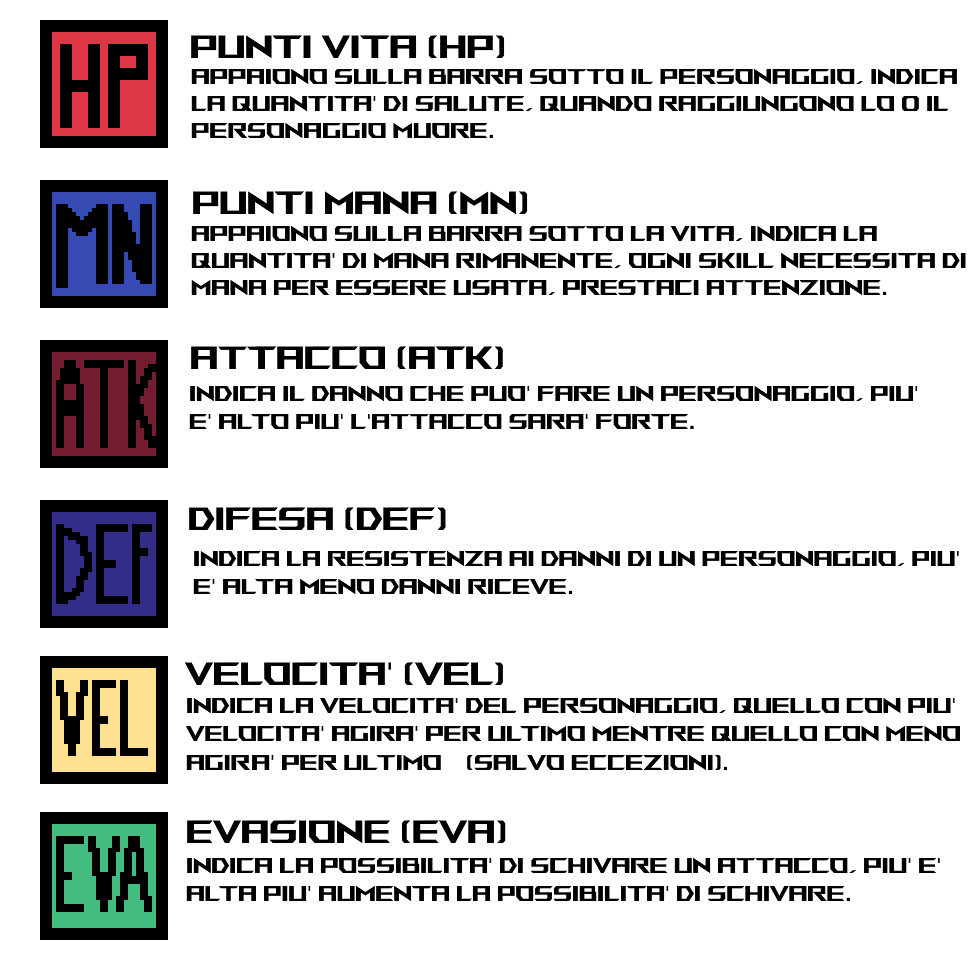 HP
PUNTI VITA (HP)
APPAIONO SULLA BARRA SOTTO IL PERSONAGGIO, INDICA
LA QUANTITA' DI SALUTE, QUANDO RAGGIUNGONO LO 0 IL
PERSONAGGIO MUORE.
MN
PUNTI MANA (MN)
APPAIONO SULLA BARRA SOTTO LA VITA, INDICA LA
QUANTITA' DI MANA RIMANENTE, OGNI SKILL NECESSITA DI
MANA PER ESSERE USATA, PRESTACI ATTENZIONE.
ATK
ATTACCO (ATK)
INDICA IL DANNO CHE PUO' FARE UN PERSONAGGIO, PIU'
E' ALTO PIU' L'ATTACCO SARA' FORTE.
DEF
DIFESA (DEF)
INDICA LA RESISTENZA AI DANNI DI UN PERSONAGGIO, PIU'
E' ALTA MENO DANNI RICEVE.
VEL
VELOCITA' (VEL)
INDICA LA VELOCITA' DEL PERSONAGGIO, QUELLO CON PIU'
VELOCITA' AGIRA' PER ULTIMO MENTRE QUELLO CON MENO
AGIRA' PER ULTIMO (SALVO ECCEZIONI).
EVA
EVASIONE (EVA)
INDICA LA POSSIBILITA' DI SCHIVARE UN ATTACCO, PIU' E'
ALTA PIU' AUMENTA LA POSSIBILITA' DI SCHIVARE.